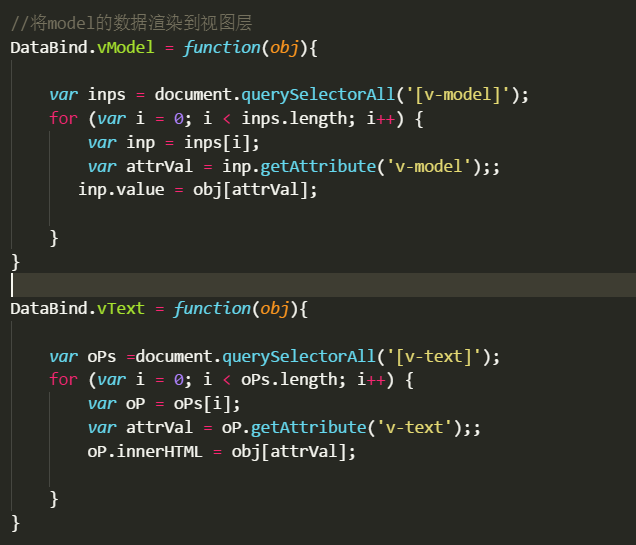 //将model的数据渲染到视图层
DataBind.vModel = function(obj){
var inps = document.querySelectorAll('[v-model]');
for (var i = 0; i < inps.length; i++) {
var inp = inps[i];
var attrVal = inp.getAttribute('v-model');;
inp.value = obj[attrVal];
}
}
DataBind.vText = function(obj){
var oPs =document.querySelectorAll('[v-text]');
for (var i = 0; i < oPs.length; i++) {
var oP = oPs[i];
var attrVal = oP.getAttribute('v-text');;
oP.innerHTML = obj[attrVal];
}
}